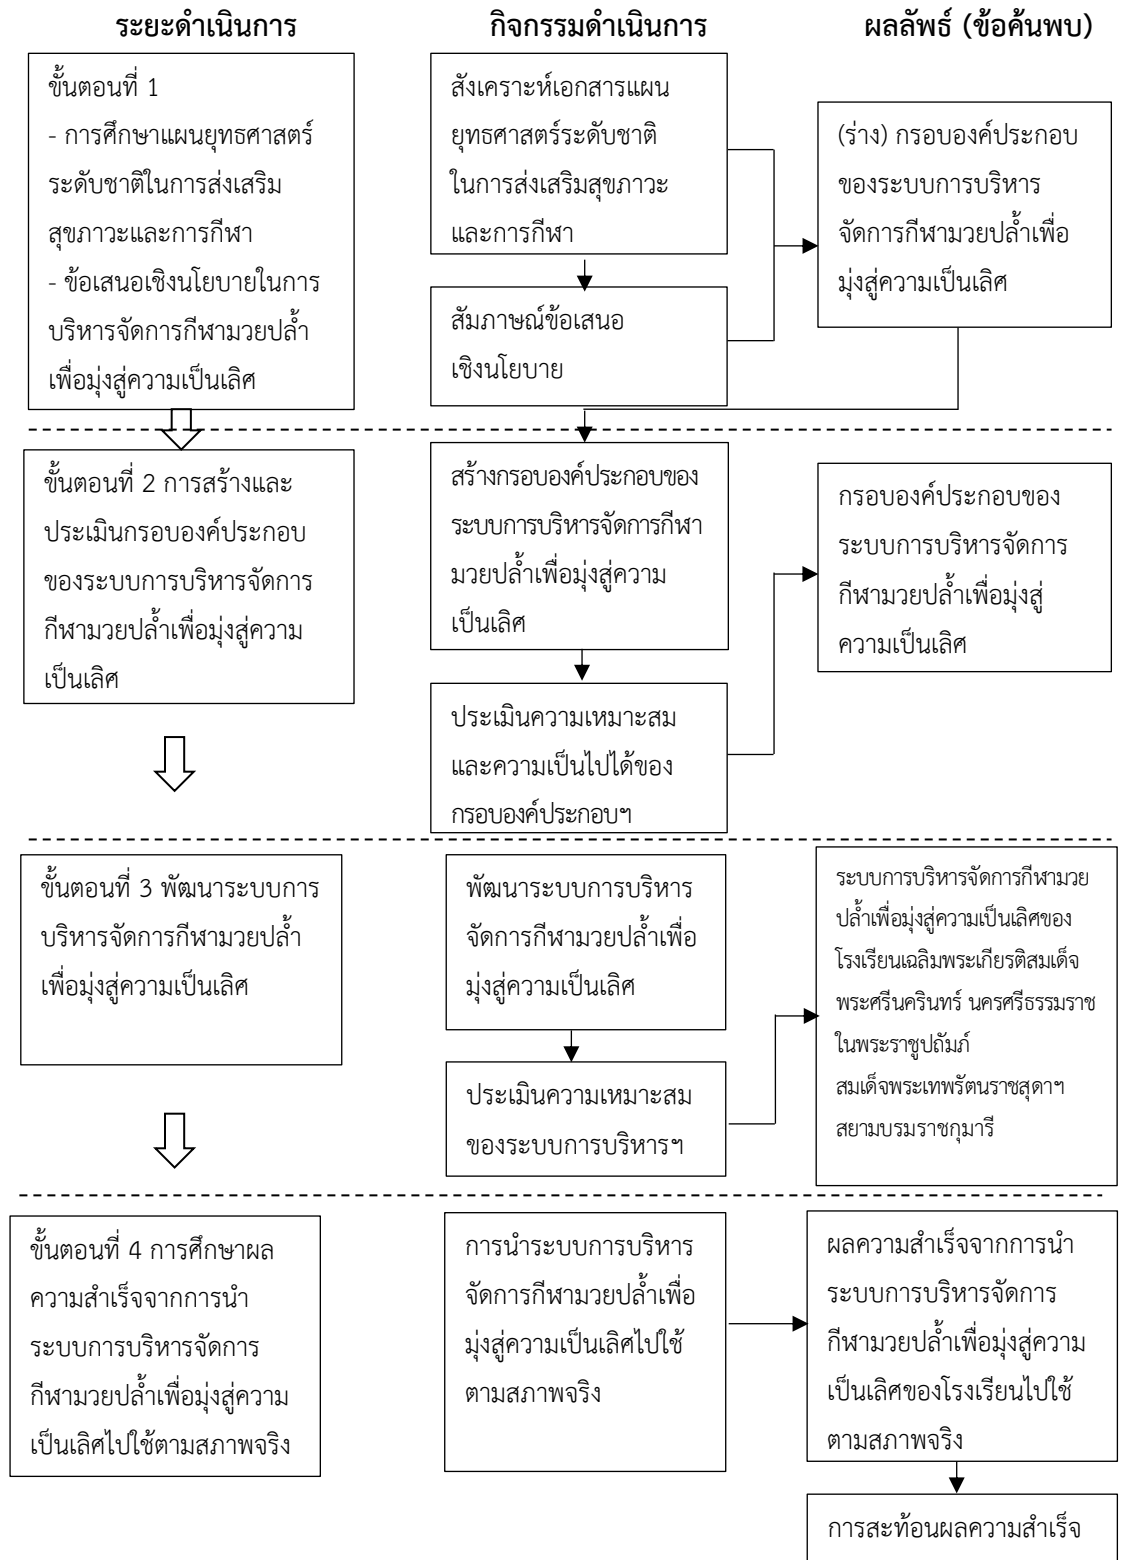 ระยะดำเนินการ
กิจกรรมดำเนินการ
ผลลัพธ์ (ข้อค้นพบ)
ขั้นตอนที่ 1
- การศึกษาแผนยุทธศาสตร์
ระดับชาติในการส่งเสริม
สุขภาวะและการกีฬา
- ข้อเสนอเชิงนโยบายในการ
บริหารจัดการกีฬามวยปล้ำ
เพื่อมุ่งสู่ความเป็นเลิศ
สังเคราะห์เอกสารแผน
ยุทธศาสตร์ระดับชาติ
ในการส่งเสริมสุขภาวะ
และการกีฬา
สัมภาษณ์ข้อเสนอ
เชิงนโยบาย
(ร่าง) กรอบองค์ประกอบ
ของระบบการบริหาร
จัดการกีฬามวยปล้ำเพื่อ
มุ่งสู่ความเป็นเลิศ
ขั้นตอนที่ 2 การสร้างและ
ประเมินกรอบองค์ประกอบ
ของระบบการบริหารจัดการ
กีฬามวยปล้ำเพื่อมุ่งสู่ความ
เป็นเลิศ
สร้างกรอบองค์ประกอบของ
ระบบการบริหารจัดการกีฬา
มวยปล้ำเพื่อมุ่งสู่ความ
เป็นเลิศ
ประเมินความเหมาะสม
และความเป็นไปได้ของ
กรอบองค์ประกอบฯ
กรอบองค์ประกอบของ
ระบบการบริหารจัดการ
กีฬามวยปล้ำเพื่อมุ่งสู่
ความเป็นเลิศ
ขั้นตอนที่ 3 พัฒนาระบบการ
บริหารจัดการกีฬามวยปล้ำ
เพื่อมุ่งสู่ความเป็นเลิศ
พัฒนาระบบการบริหาร
จัดการกีฬามวยปล้ำเพื่อ
มุ่งสู่ความเป็นเลิศ
ประเมินความเหมาะสม
ของระบบการบริหารฯ
ระบบการบริหารจัดการกีฬามวย
ปล้ำเพื่อมุ่งสู่ความเป็นเลิศของ
โรงเรียนเฉลิมพระเกียรติสมเด็จ
พระศรีนครินทร์ นครศรีธรรมราช
ในพระราชูปถัมภ์
สมเด็จพระเทพรัตนราชสุดาฯ
สยามบรมราชกุมารี
ขั้นตอนที่ 4 การศึกษาผล
ความสำเร็จจากการนำ
ระบบการบริหารจัดการ
กีฬามวยปล้ำเพื่อมุ่งสู่ความ
เป็นเลิศไปใช้ตามสภาพจริง
การนำระบบการบริหาร
จัดการกีฬามวยปล้ำเพื่อ
มุ่งสู่ความเป็นเลิศไปใช้
ตามสภาพจริง
ผลความสำเร็จจากการนำ
ระบบการบริหารจัดการ
กีฬามวยปล้ำเพื่อมุ่งสู่ความ
เป็นเลิศของโรงเรียนไปใช้
ตามสภาพจริง
การสะท้อนผลความสำเร็จ